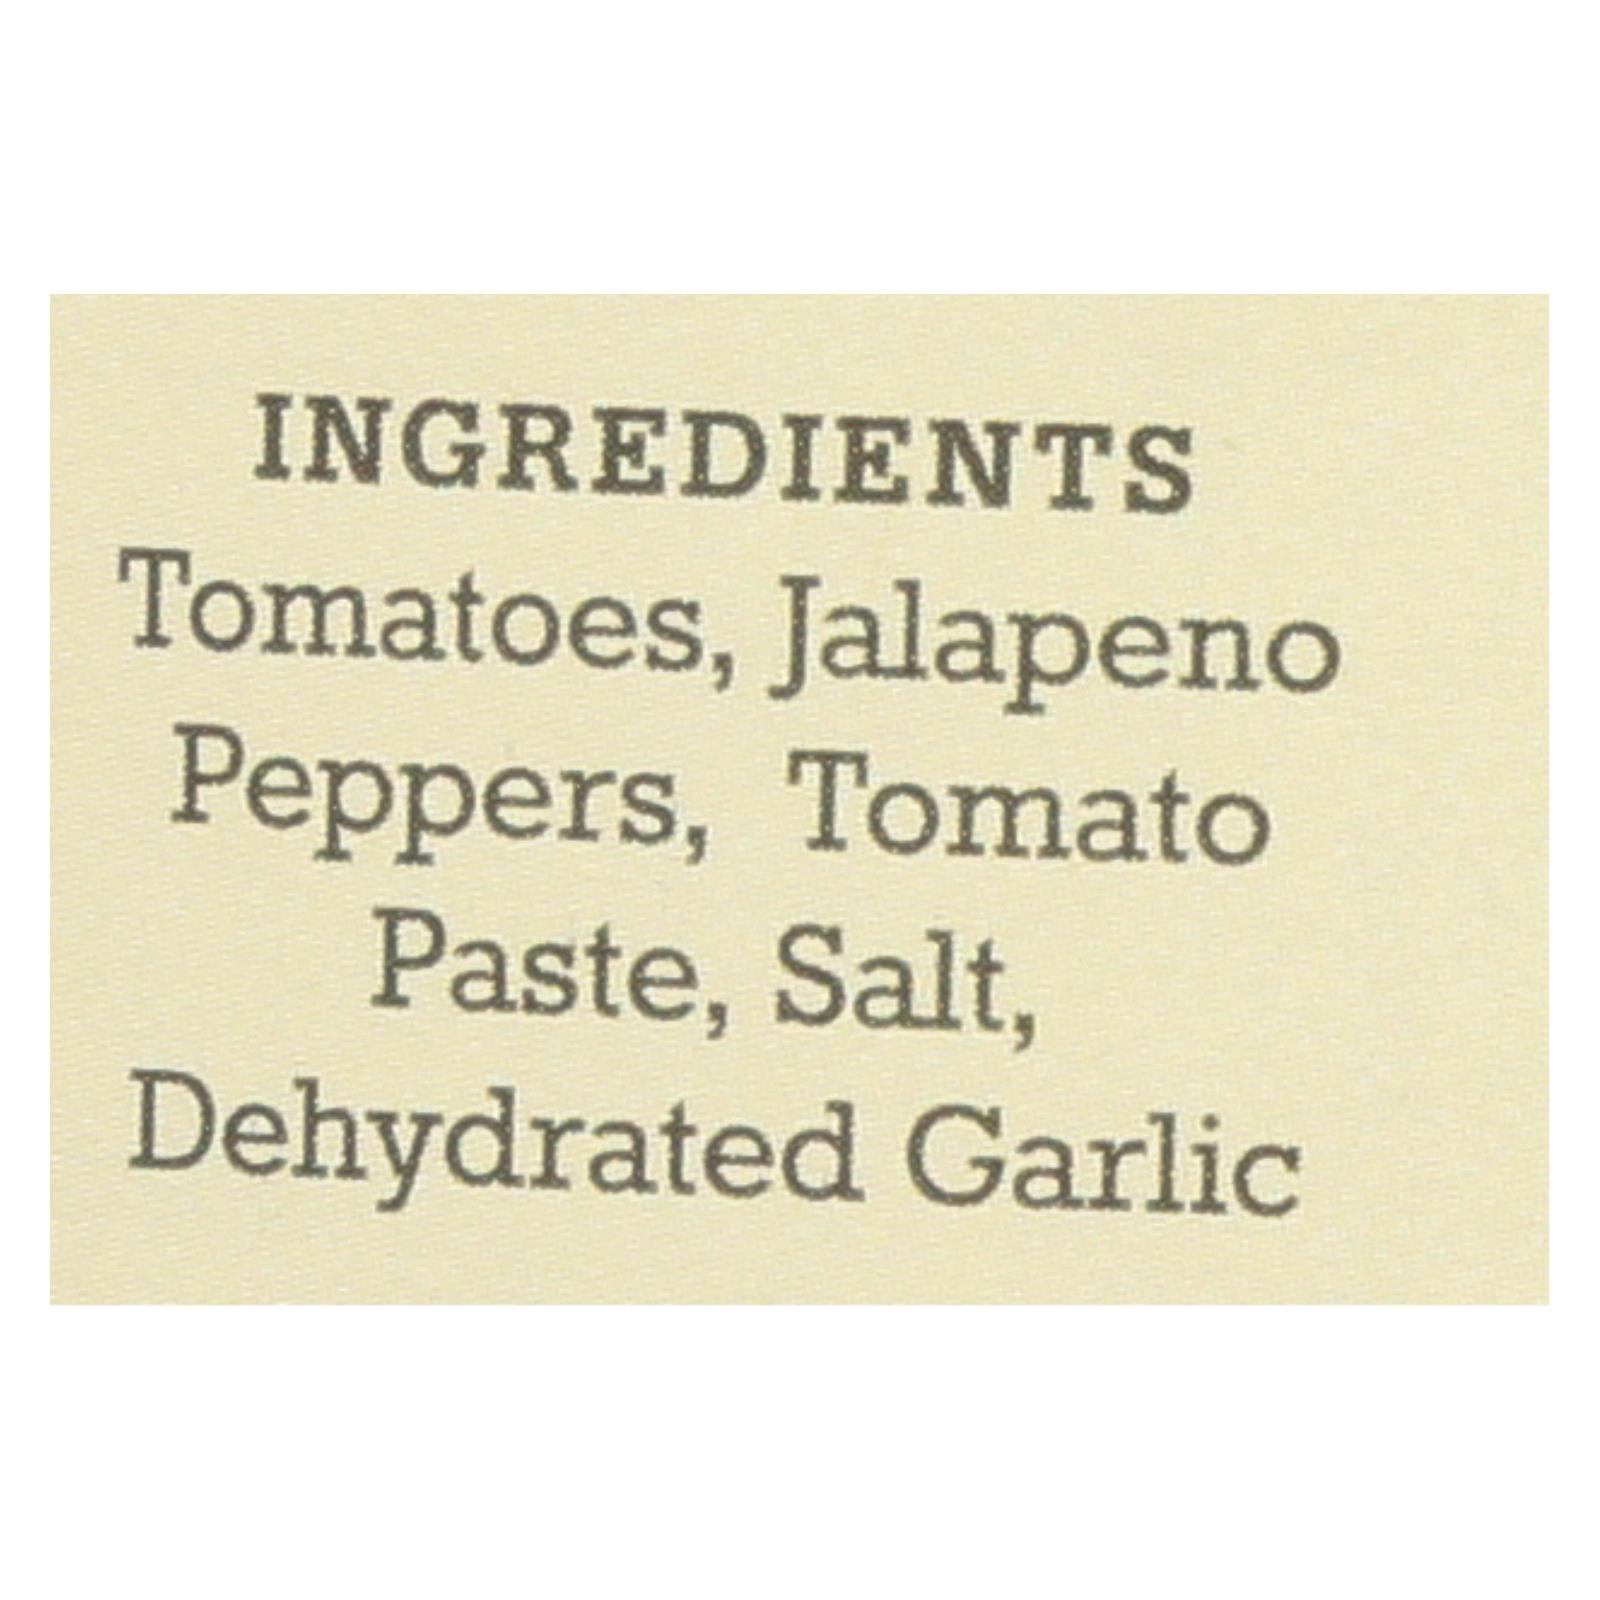 INGREDIENTS
Tomatoes, Jalapeno
Peppers, Tomato
Paste, Salt,
Dehydrated Garlic